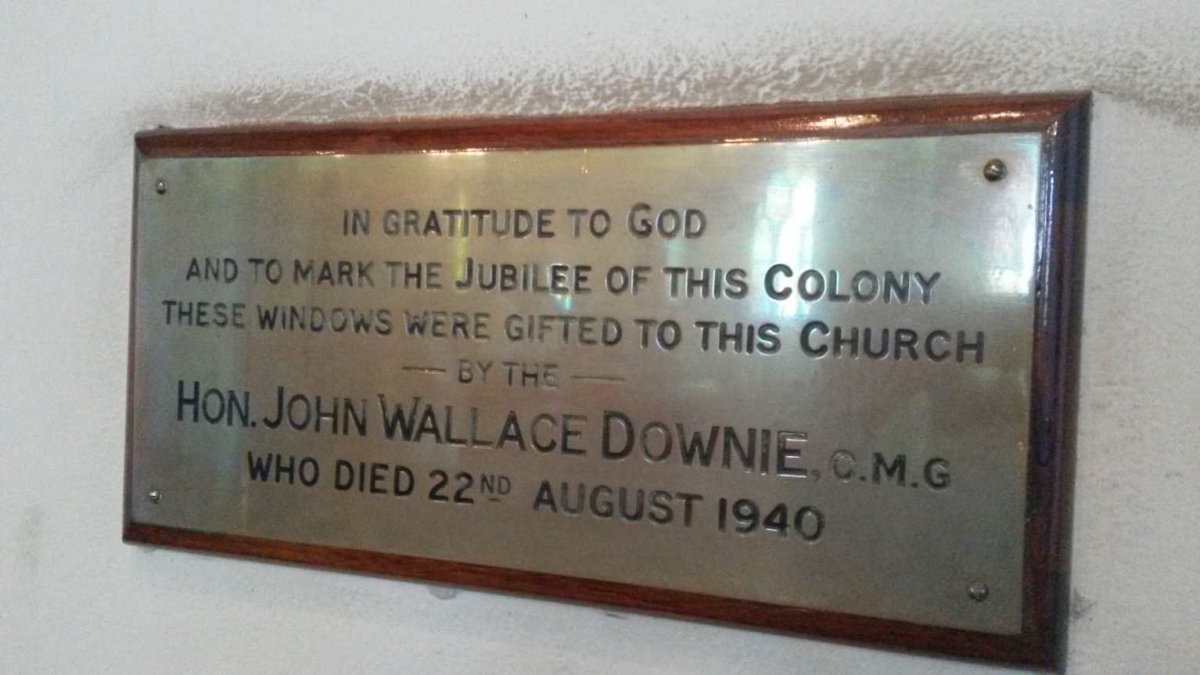 IN GRATITUDE TO GOD
AND TO MARK THE JUBILEE OF THIS COLONY
THESE WINDOWS WERE GIFTED TO THIS CHURCH
— BY THE —
HON. JOHN WALLACE DOWNIE, C.M.G
WHO DIED 22ND AUGUST 1940